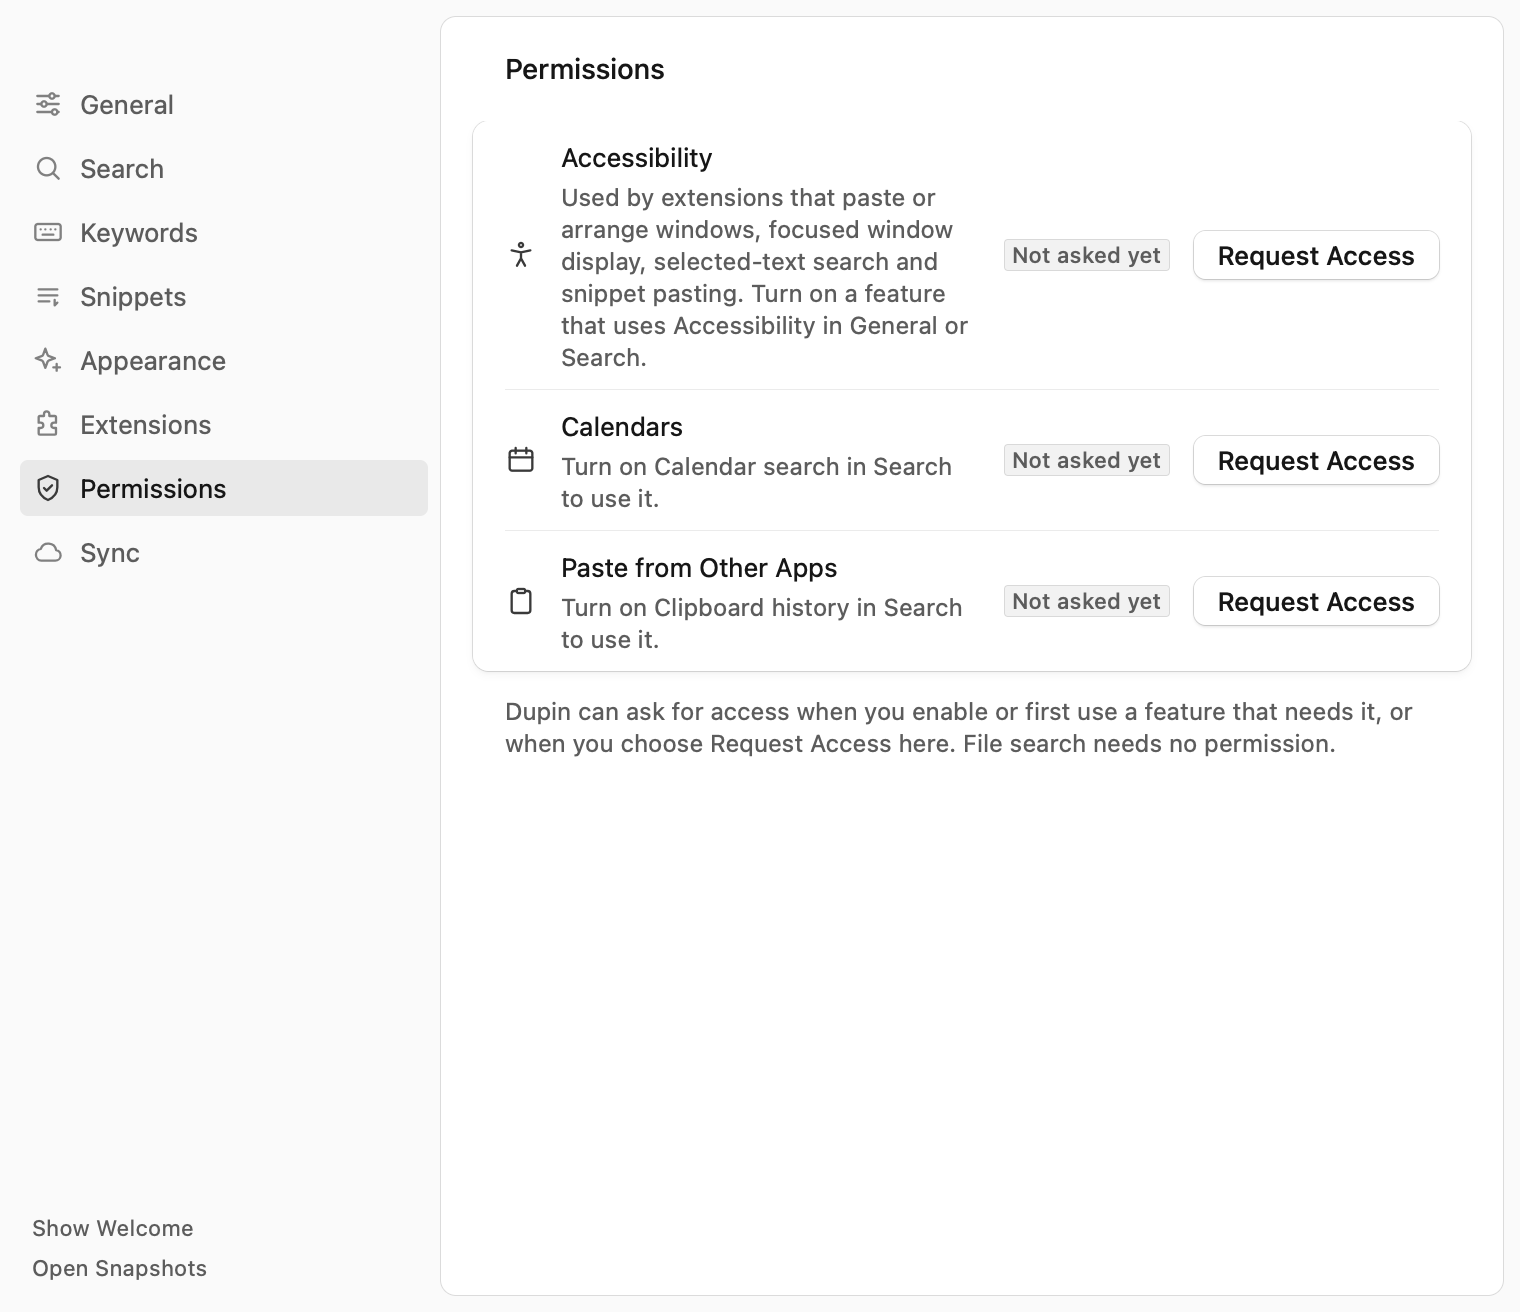 General
Search
Keywords
Snippets
Appearance
Extensions
Permissions
Sync
Show Welcome
Open Snapshots
Permissions
Accessibility
Used by extensions that paste or
arrange windows, focused window
display, selected-text search and
snippet pasting. Turn on a feature
that uses Accessibility in General or
Search.
Not asked yet
Request Access
Calendars
Turn on Calendar search in Search
to use it.
Not asked yet
Request Access
Paste from Other Apps
Turn on Clipboard history in Search
to use it.
Not asked yet
Request Access
Dupin can ask for access when you enable or first use a feature that needs it, or
when you choose Request Access here. File search needs no permission.